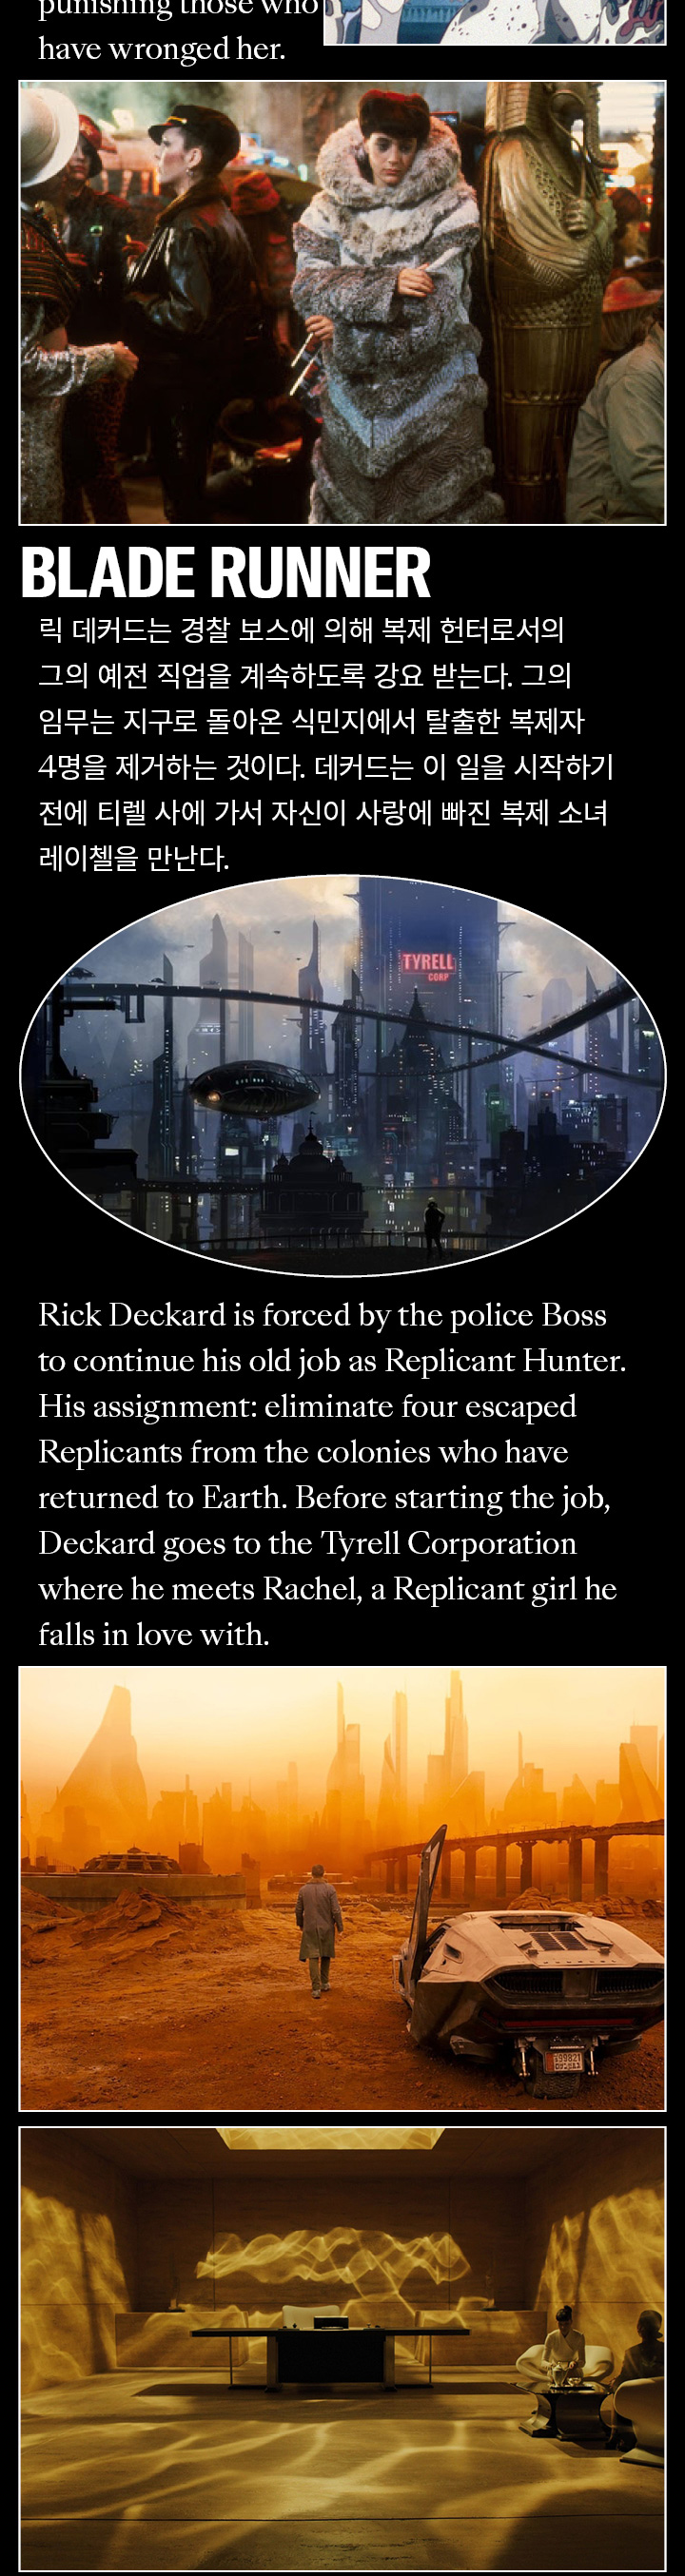 punishing those who
have wronged her.
BLADE RUNNER
릭 데커드는 경찰 보스에 의해 복제 헌터로서의
그의 예전 직업을 계속하도록 강요 받는다. 그의
임무는 지구로 돌아온 식민지에서 탈출한 복제자
4명을 제거하는 것이다. 데커드는 이 일을 시작하기
전에 티렐 사에 가서 자신이 사랑에 빠진 복제 소녀
레이첼을 만난다.
TYRELL
CORP
Rick Deckard is forced by the police Boss
to continue his old job as Replicant Hunter.
His assignment: eliminate four escaped
Replicants from the colonies who have
returned to Earth. Before starting the job,
Deckard goes to the Tyrell Corporation
where he meets Rachel, a Replicant girl he
falls in love with.